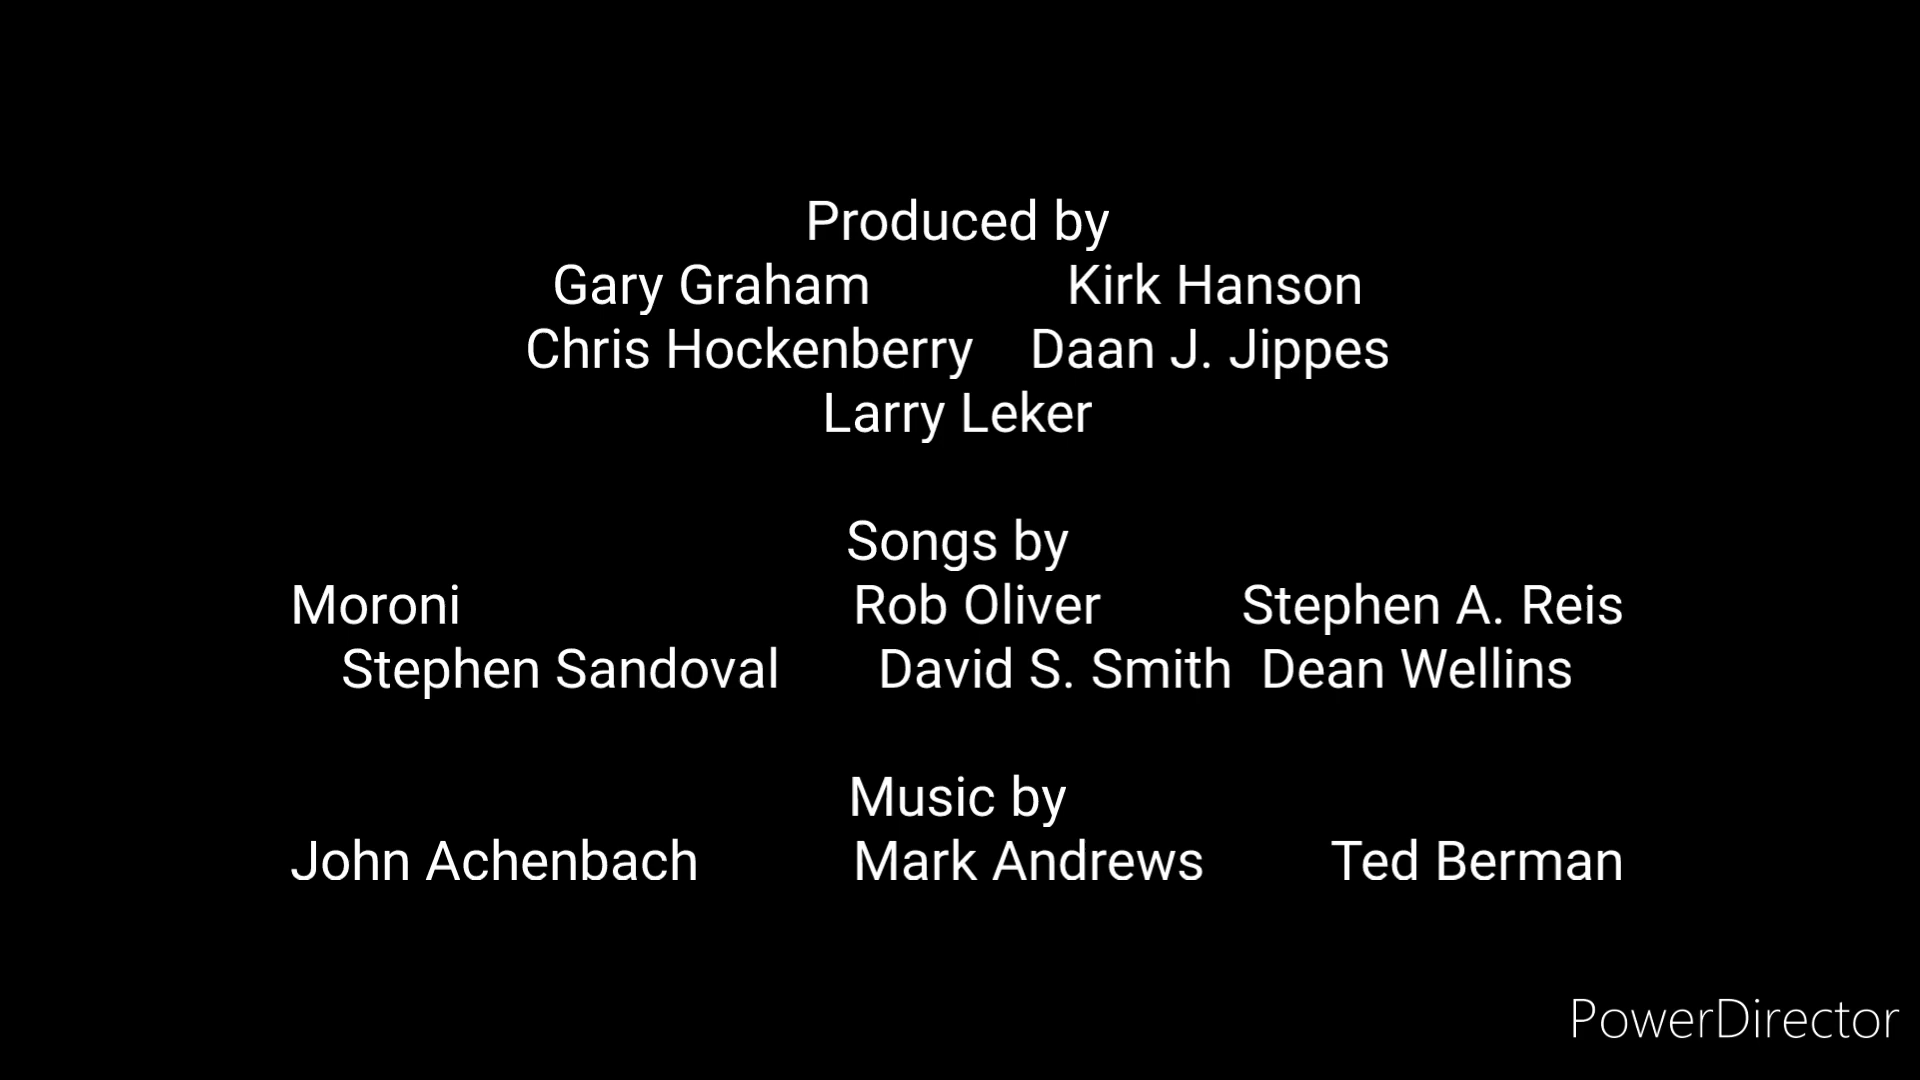 Produced by
Gary Graham Kirk Hanson
Chris Hockenberry Daan J. Jippes
Larry Leker
Songs by
Moroni Rob Oliver Stephen A. Reis
Stephen Sandoval David S. Smith Dean Wellins
Music by
John Achenbach Mark Andrews Ted Berman
PowerDirector